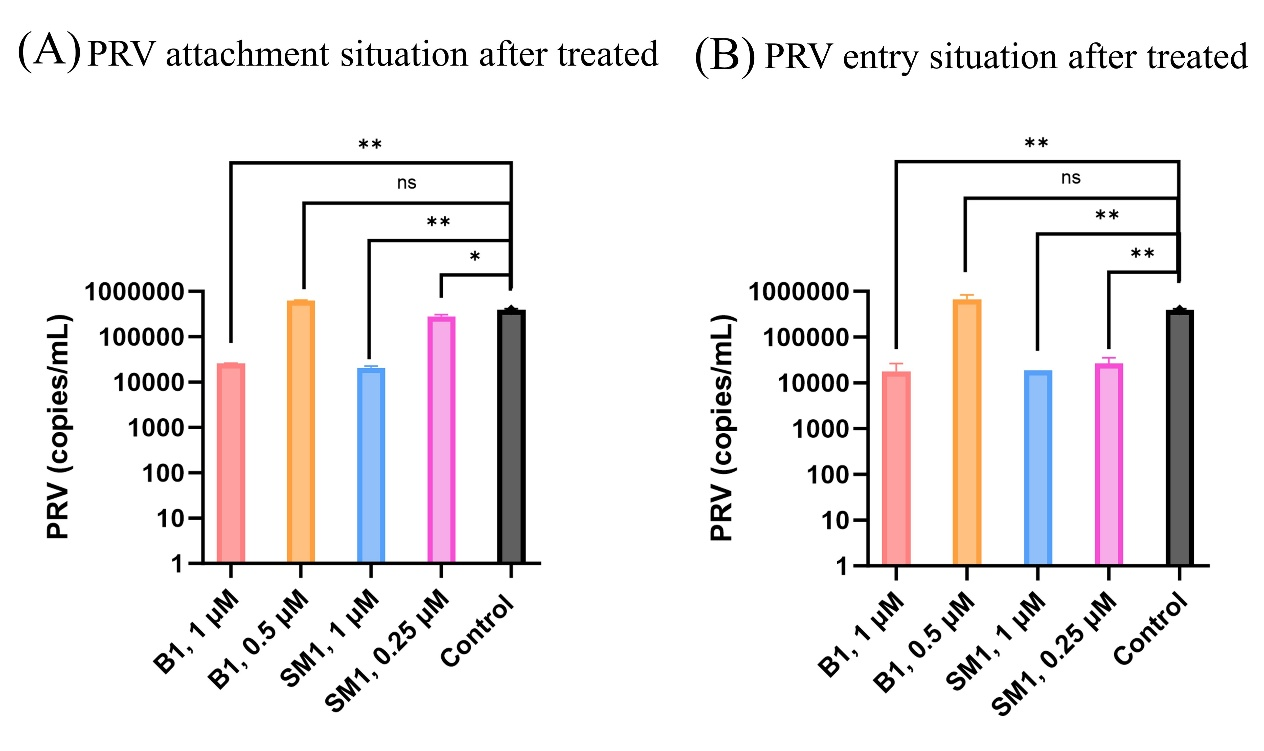 (A) PRV attachment situation after treated
**
ns
**
*
PRV (copies/mL)
1000000
100000
10000
1000
100
10
1
B1, 1 μM
B1, 0.5 μM
SM1, 1 μM
SM1, 0.25 μM
Control
(B) PRV entry situation after treated
**
ns
**
**
PRV (copies/mL)
1000000
100000
10000
1000
100
10
1
B1, 1 μM
B1, 0.5 μM
SM1, 1 μM
SM1, 0.25 μM
Control